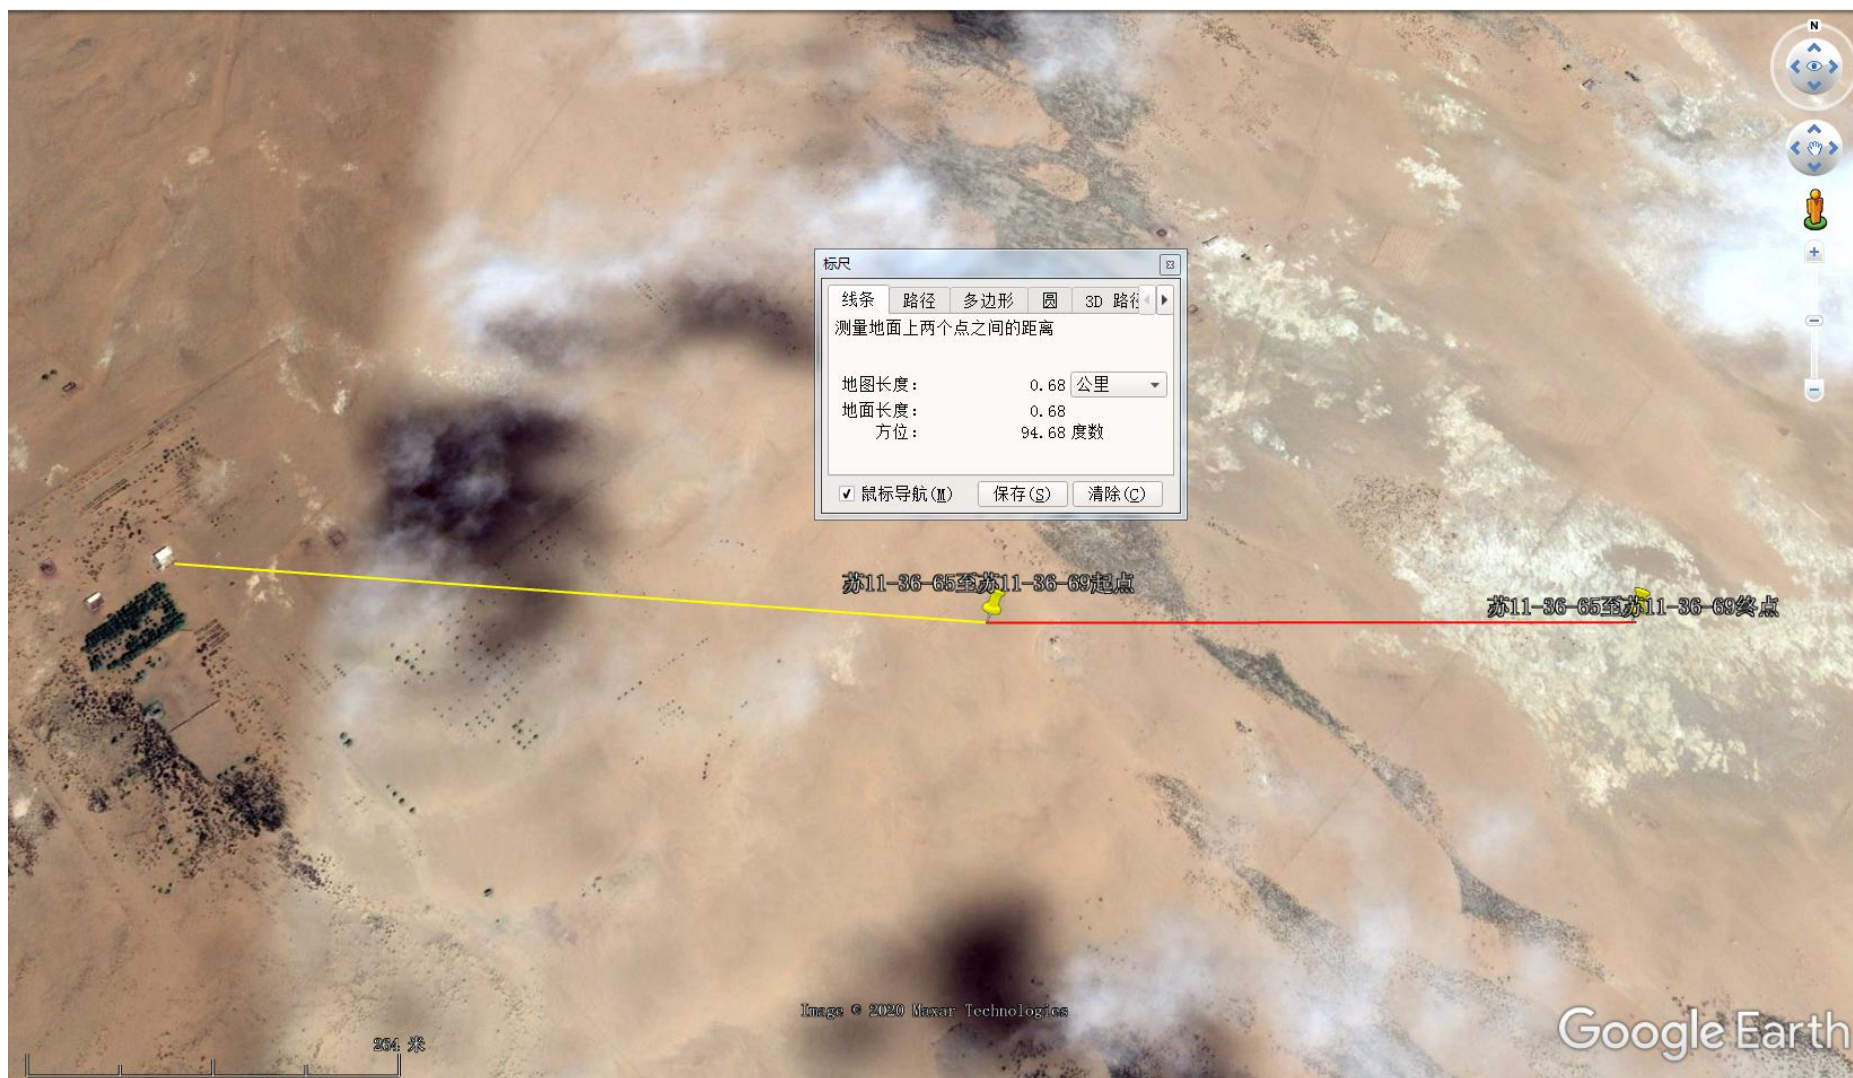 N
标尺
线条 路径 多边形 圆 3D 路径
测量地面上两个点之间的距离
地图长度: 0.68 公里
地面长度: 0.68
方位: 94.68 度数
鼠标导航(M) 保存(S) 清除(C)
苏11-36-65至苏11-36-69起点
苏11-36-65至苏11-36-69终点
Image © 2020 Maxar Technologies
Google Earth
264 米